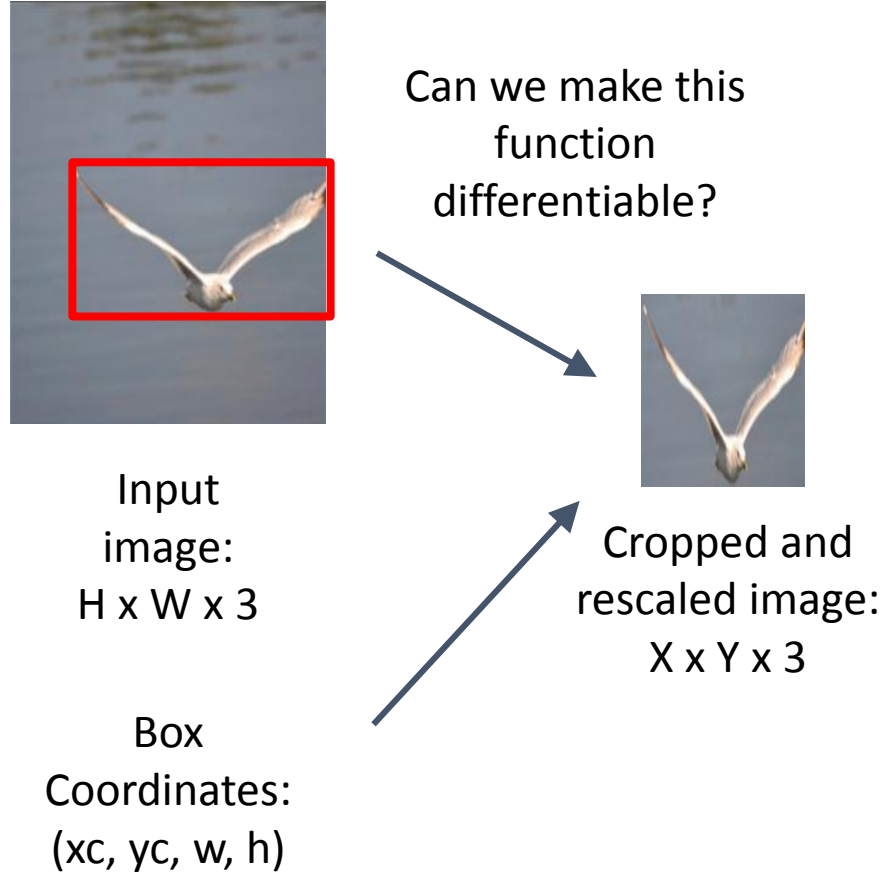 Can we make this
function
differentiable?
Input
image:
H x W x 3
Cropped and
rescaled image:
X x Y x 3
Box
Coordinates:
(xc, yc, w, h)